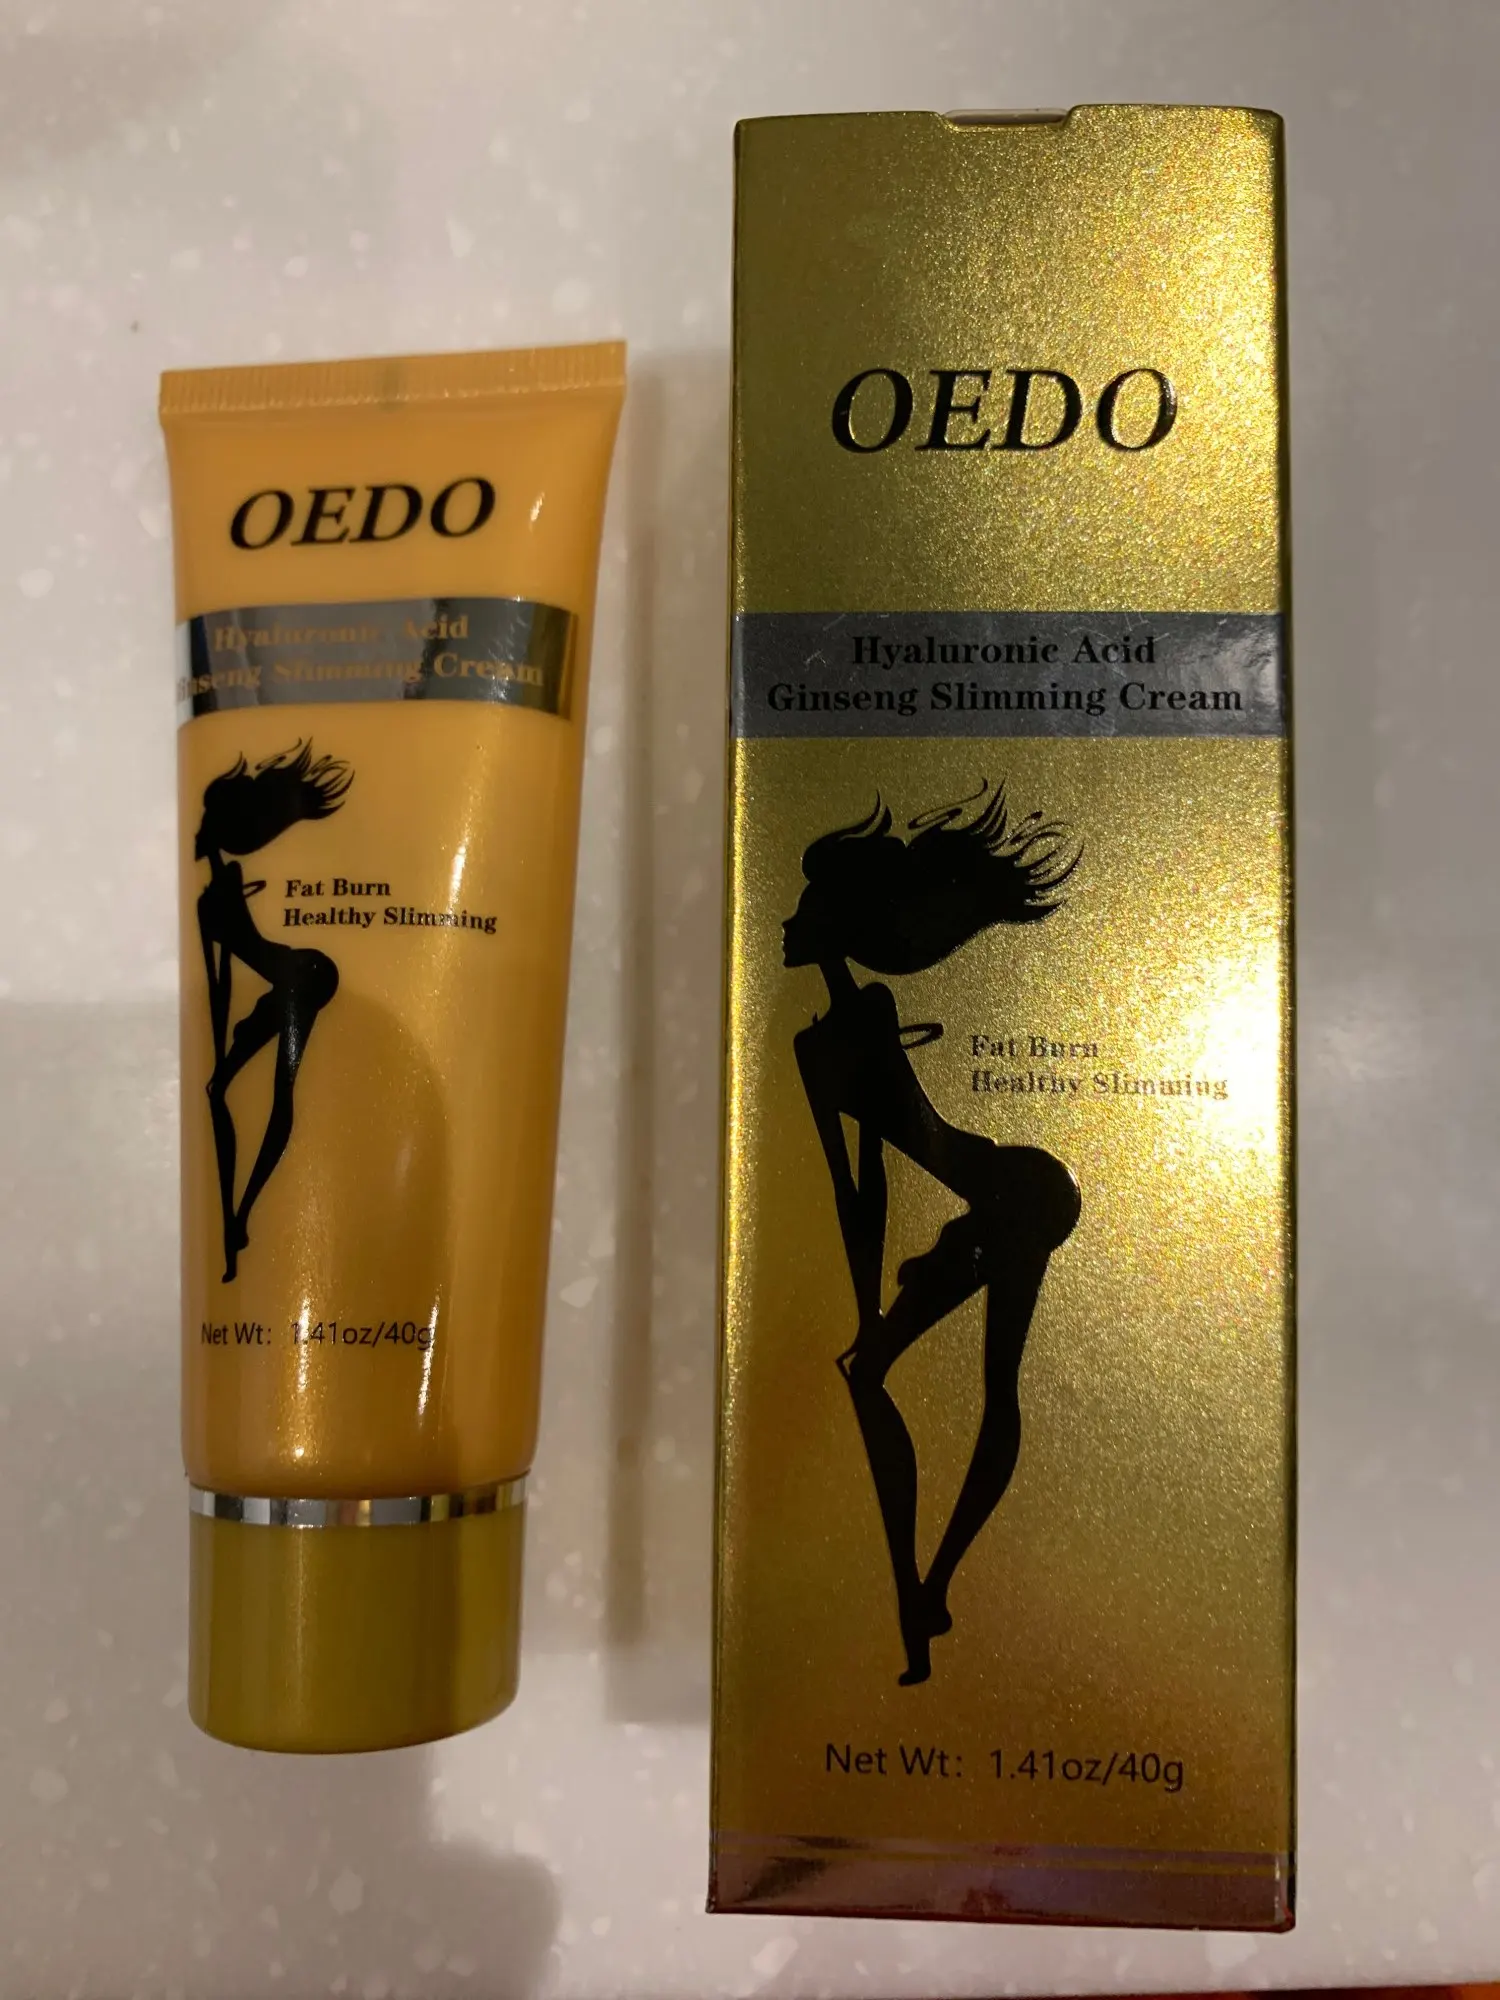 OEDO
Hyaluronic Acid
Ginseng Slimming Cream
Fat Burn
Healthy Slimming
Net Wt: 1.41oz/40g
OEDO
Hyaluronic Acid
Ginseng Slimming Cream
Fat Burn
Healthy Slimming
Net Wt: 1.41oz/40g